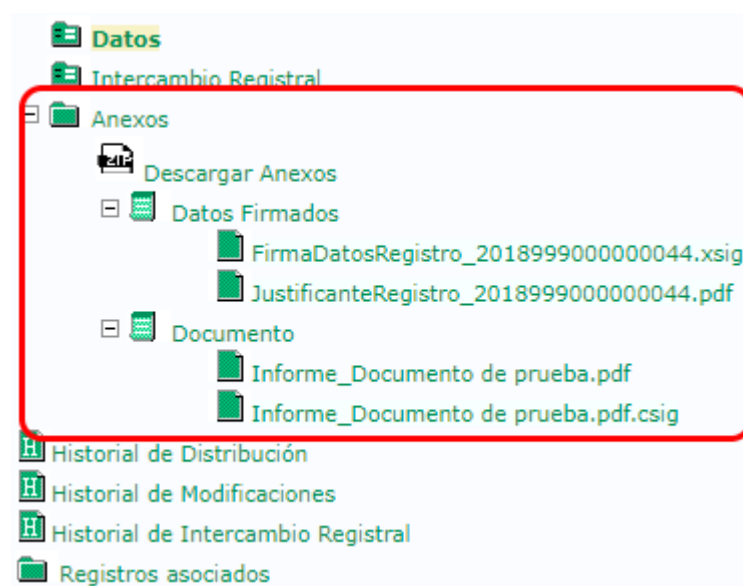 Datos
Intercambio Registral
Anexos
ZIP
Descargar Anexos
Datos Firmados
FirmaDatosRegistro_2018999000000044.xsig
JustificanteRegistro_2018999000000044.pdf
Documento
Informe_Documento de prueba.pdf
Informe_Documento de prueba.pdf.csig
H Historial de Distribución
H Historial de Modificaciones
H Historial de Intercambio Registral
Registros asociados